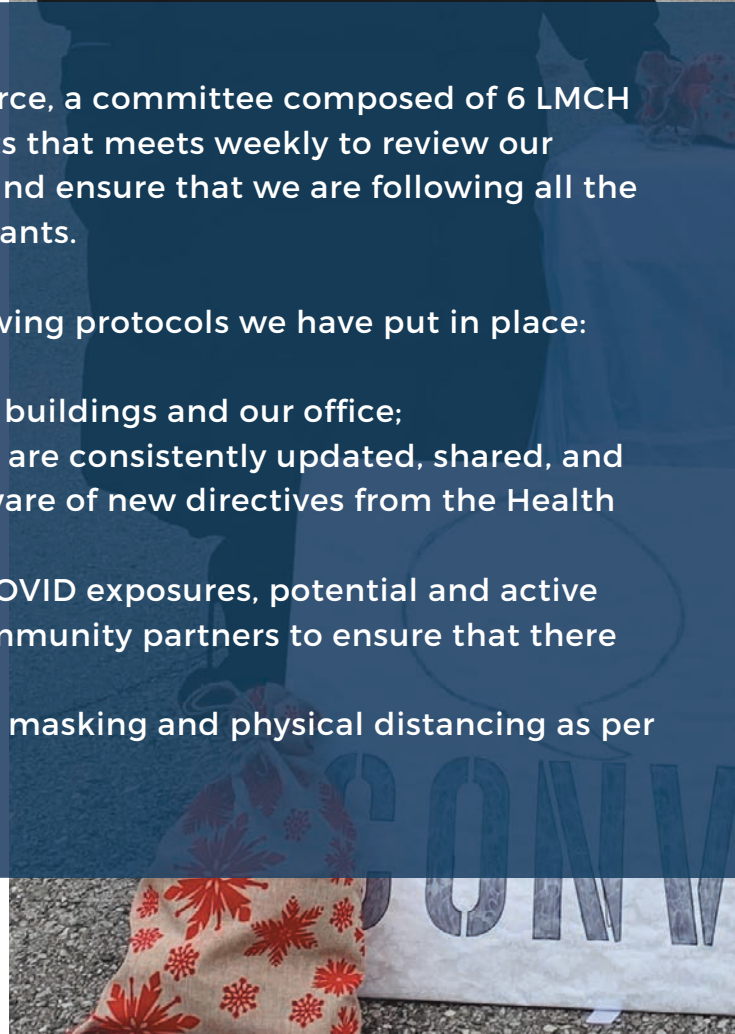 rce, a committee composed of 6 LMCH
s that meets weekly to review our
nd ensure that we are following all the
ants.
wing protocols we have put in place:
buildings and our office;
are consistently updated, shared, and
vare of new directives from the Health
OVID exposures, potential and active
nmunity partners to ensure that there
masking and physical distancing as per
CONV